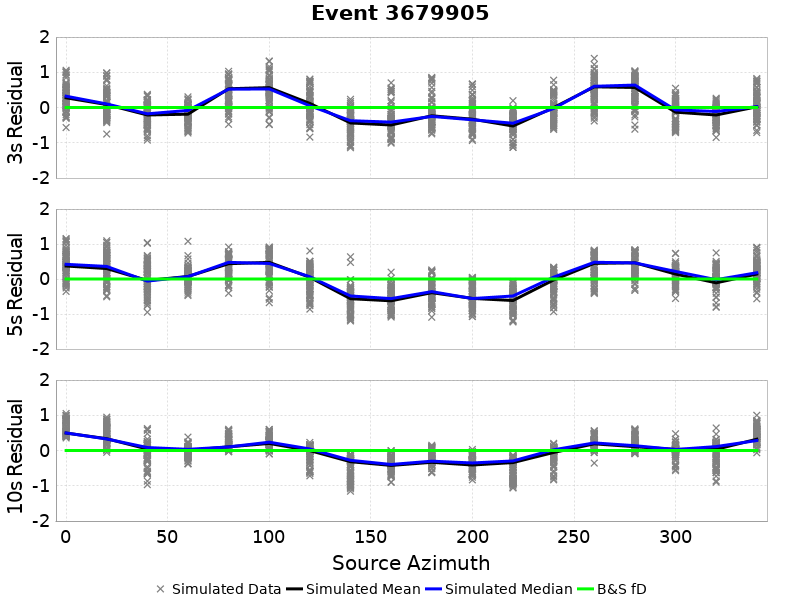 Event 3679905
3s Residual
2
1
0
-1
-2
5s Residual
2
1
0
-1
-2
10s Residual
2
1
0
-1
-2
0 50 100 150 200 250 300
Source Azimuth
Simulated Data Simulated Mean Simulated Median B&S fD